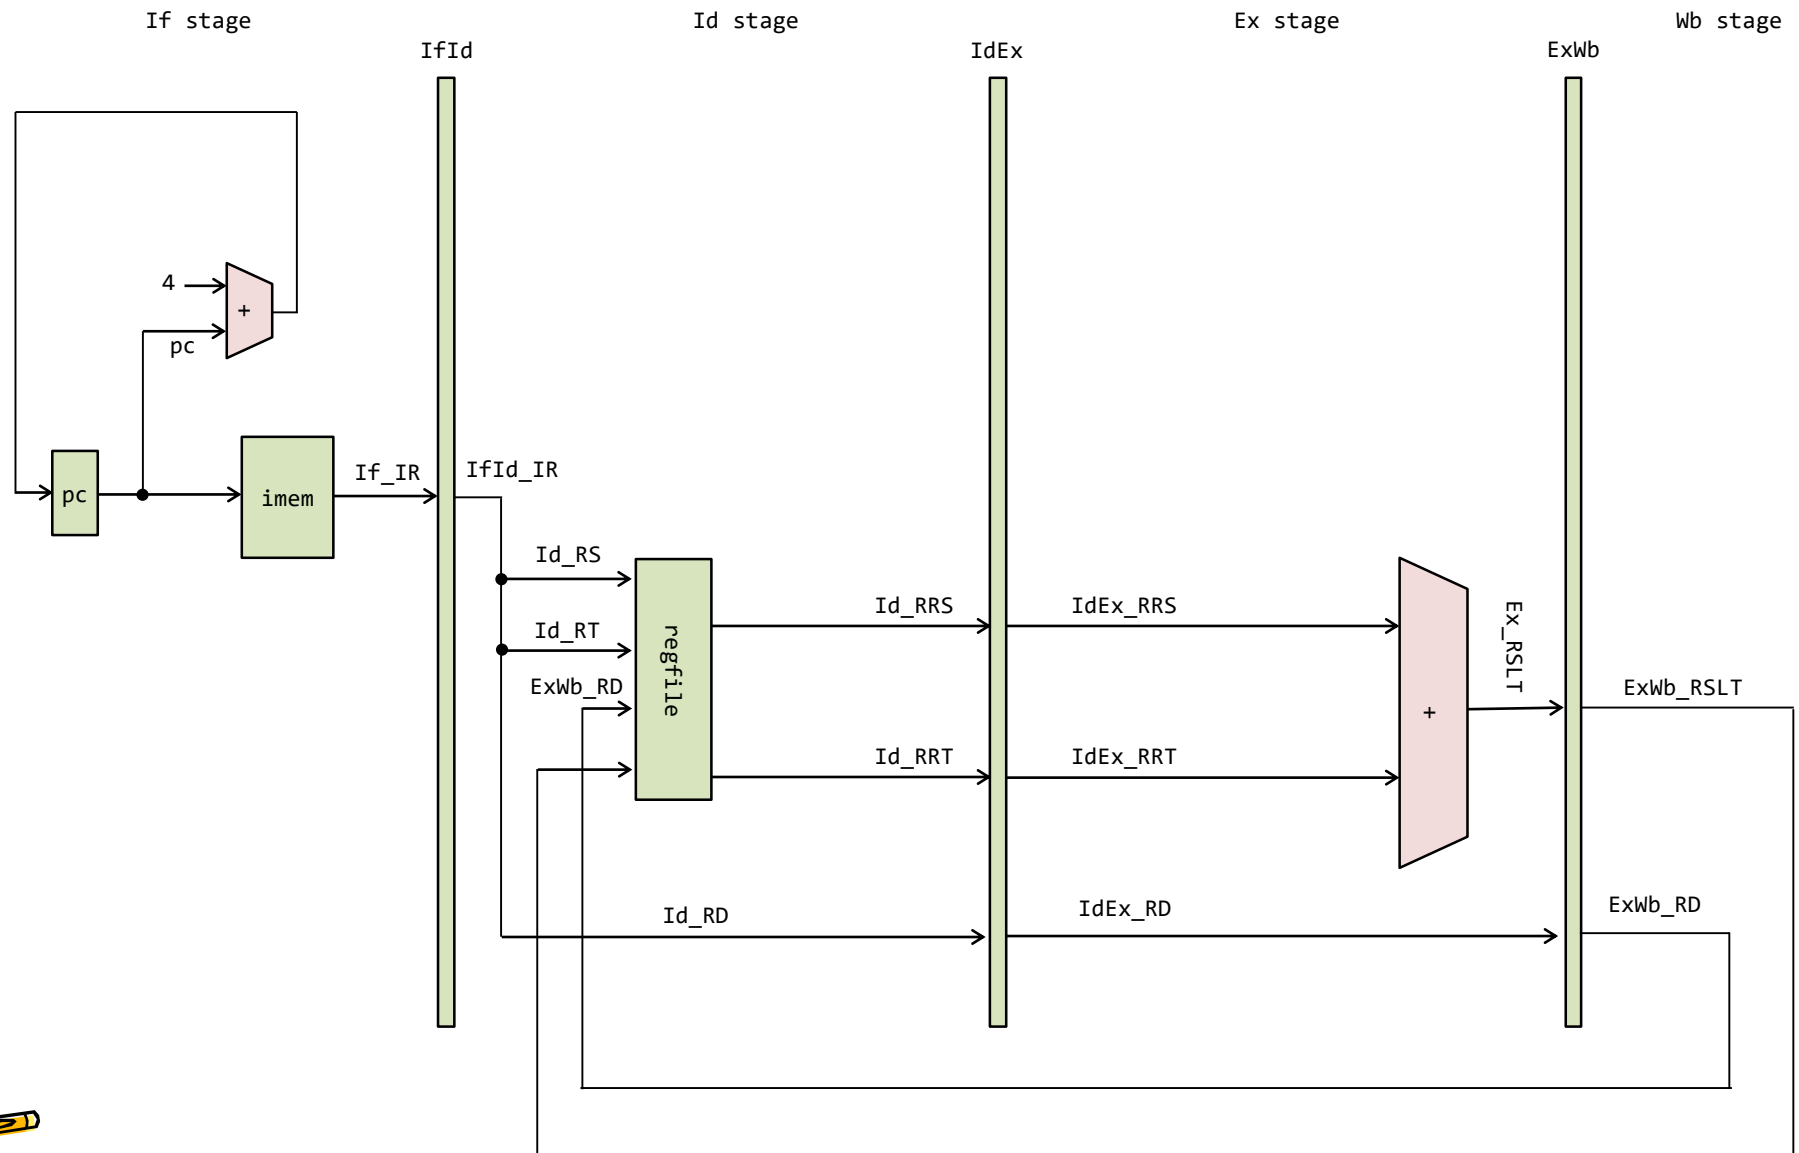 If stage
Id stage
Ex stage
Wb stage
IfId
IdEx
ExWb
4
+
pc
pc
imem
If_IR
IfId_IR
Id_RS
Id_RT
ExWb_RD
regfile
Id_RRS
IdEx_RRS
Id_RRT
IdEx_RRT
+
Ex_RSLT
ExWb_RSLT
Id_RD
IdEx_RD
ExWb_RD